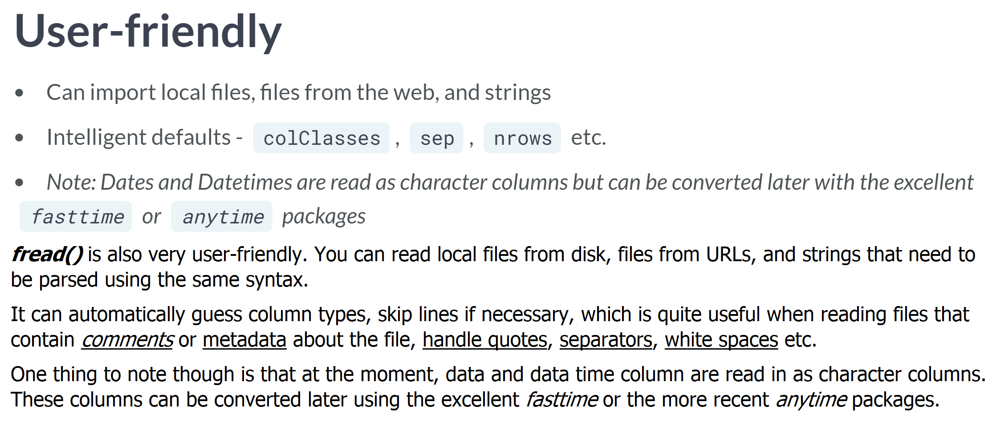 User-friendly
• Can import local files, files from the web, and strings
• Intelligent defaults - colClasses , sep , nrows etc.
• Note: Dates and Datetimes are read as character columns but can be converted later with the excellent
fasttime or anytime packages
fread() is also very user-friendly. You can read local files from disk, files from URLs, and strings that need to
be parsed using the same syntax.
It can automatically guess column types, skip lines if necessary, which is quite useful when reading files that
contain comments or metadata about the file, handle quotes, separators, white spaces etc.
One thing to note though is that at the moment, data and data time column are read in as character columns.
These columns can be converted later using the excellent fasttime or the more recent anytime packages.